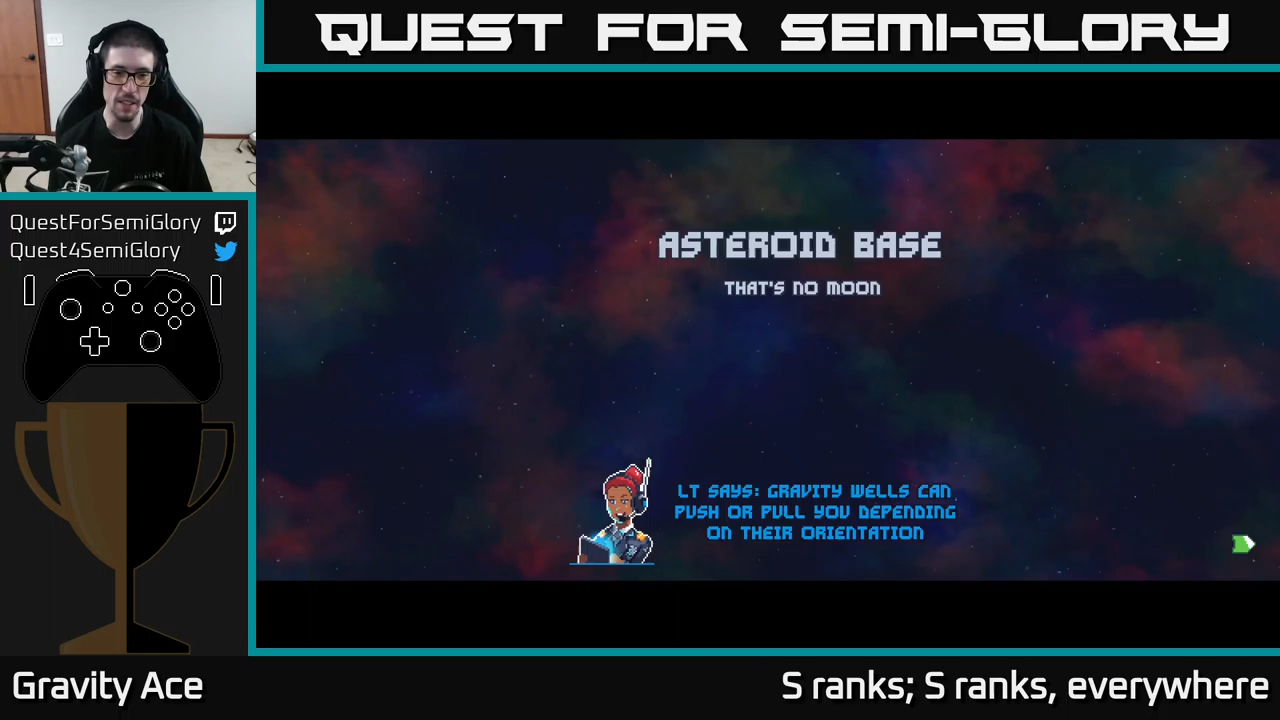 QUEST FOR SEMI-GLORY
QuestForSemiGlory
Quest4SemiGlory
ASTEROID BASE
THAT'S NO MOON
LT SAYS: GRAVITY WELLS CAN
PUSH OR PULL YOU DEPENDING
ON THEIR ORIENTATION
Gravity Ace
S ranks; S ranks, everywhere